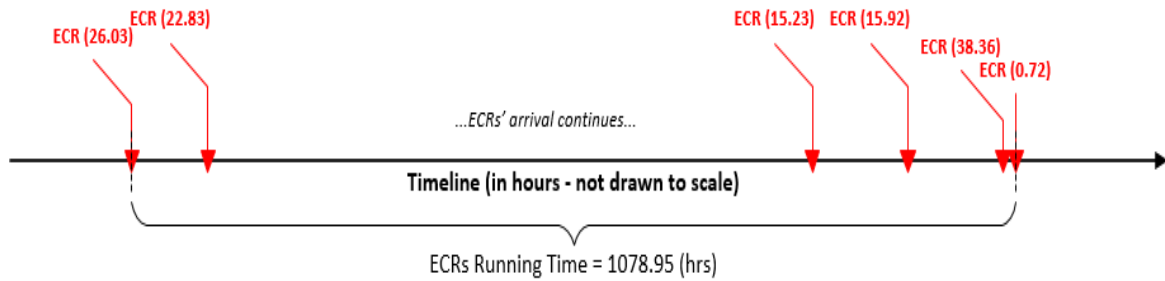 ECR (26.03)
ECR (22.83)
ECR (15.23)
ECR (15.92)
ECR (38.36)
ECR (0.72)
...ECRs' arrival continues...
Timeline (in hours - not drawn to scale)
ECRs Running Time = 1078.95 (hrs)